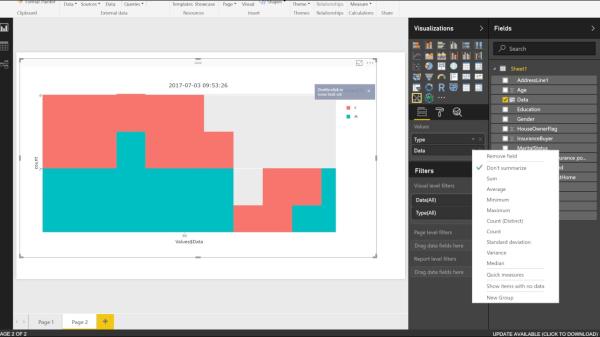 Format Painter
Sources Data Queries
Templates Showcase
Page Visual
Shapes
Theme
Relationships
Measure
Clipboard
External data
Resources
Insert
Themes
Relationships
Calculations
Share
Visualizations
Fields
Search
Sheet1
AddressLine1
Age
Data
Education
Gender
HouseOwnerFlag
InsuranceBuyer
MaritalStatus
2017-07-03 09:53:26
count
Values$Data
Values
Type
Data
Filters
Visual level filters
Data(All)
Type(All)
Page level filters
Drag data fields here
Report level filters
Drag data fields here
Remove field
Don't summarize
Sum
Average
Minimum
Maximum
Count (Distinct)
Count
Standard deviation
Variance
Median
Quick measures
Show items with no data
New Group
Page 1
Page 2
PAGE 2 OF 2
UPDATE AVAILABLE (CLICK TO DOWNLOAD)